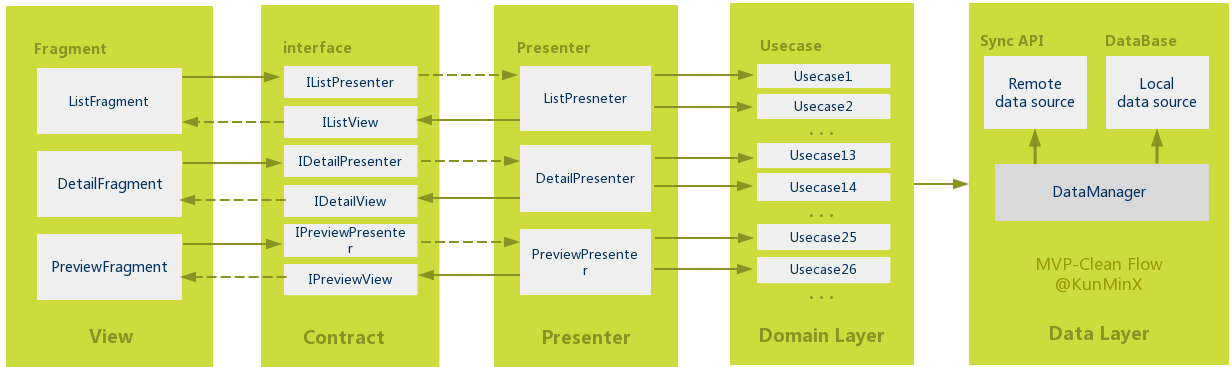 Fragment
ListFragment
DetailFragment
PreviewFragment
View
interface
IListPresenter
IListView
IDetailPresenter
IDetailView
IPreviewPresente
r
IPreviewView
Contract
Presenter
ListPresneter
DetailPresenter
PreviewPresente
r
Presenter
Usecase
Usecase1
Usecase2
. . .
Usecase13
Usecase14
. . .
Usecase25
Usecase26
. . .
Domain Layer
Sync API
DataBase
Remote
data source
Local
data source
DataManager
MVP-Clean Flow
@KunMinX
Data Layer